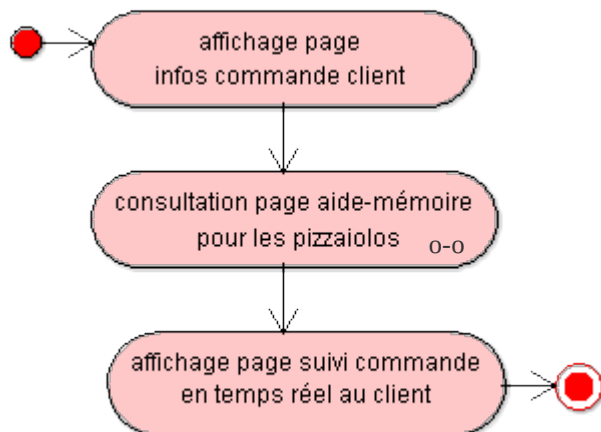 affichage page
infos commande client
consultation page aide-mémoire
pour les pizzaiolos o-o
affichage page suivi commande
en temps réel au client